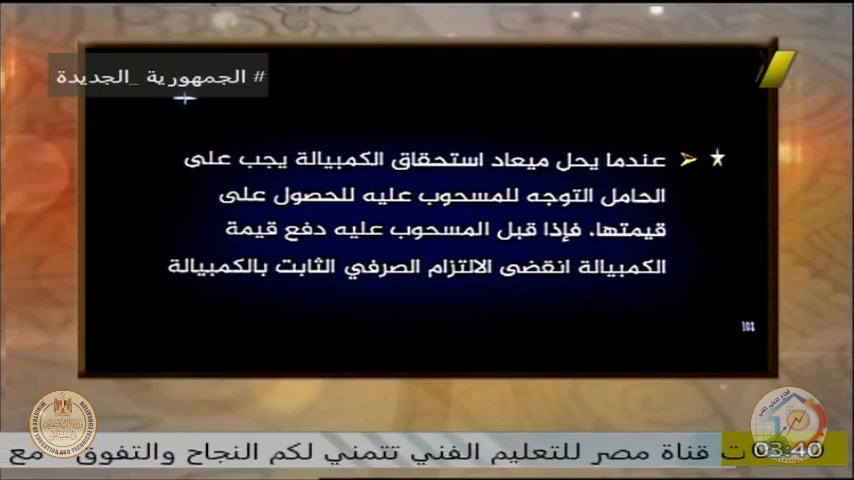 # الجمهورية _الجديدة
عندما يحل ميعاد استحقاق الكمبيالة يجب على
الحامل التوجه للمسحوب عليه للحصول على
قيمتها. فإذا قبل المسحوب عليه دفع قيمة
الكمبيالة انقضى الالتزام الصرفي الثابت بالكمبيالة
قناة مصر للتعليم الفني تتمني لكم النجاح والتفوق مع
03:40